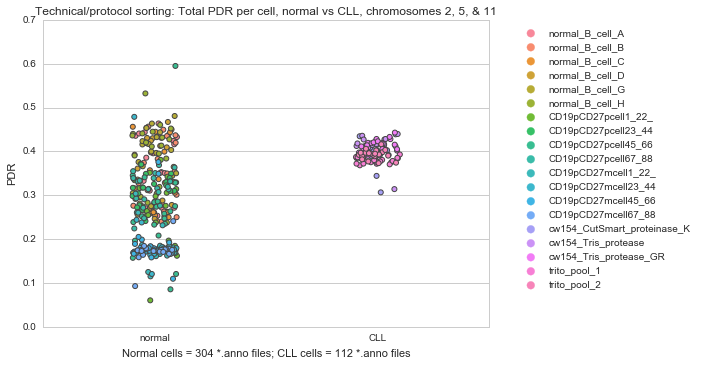 Technical/protocol sorting: Total PDR per cell, normal vs CLL, chromosomes 2, 5, & 11
0.7
0.6
0.5
0.4
0.3
0.2
0.1
0.0
PDR
normal
CLL
Normal cells = 304 *.anno files; CLL cells = 112 *.anno files
normal_B_cell_A
normal_B_cell_B
normal_B_cell_C
normal_B_cell_D
normal_B_cell_G
normal_B_cell_H
CD19pCD27pcell1_22_
CD19pCD27pcell23_44
CD19pCD27pcell45_66
CD19pCD27pcell67_88
CD19pCD27mcell1_22_
CD19pCD27mcell23_44
CD19pCD27mcell45_66
CD19pCD27mcell67_88
cw154_CutSmart_proteinase_K
cw154_Tris_protease
cw154_Tris_protease_GR
trito_pool_1
trito_pool_2